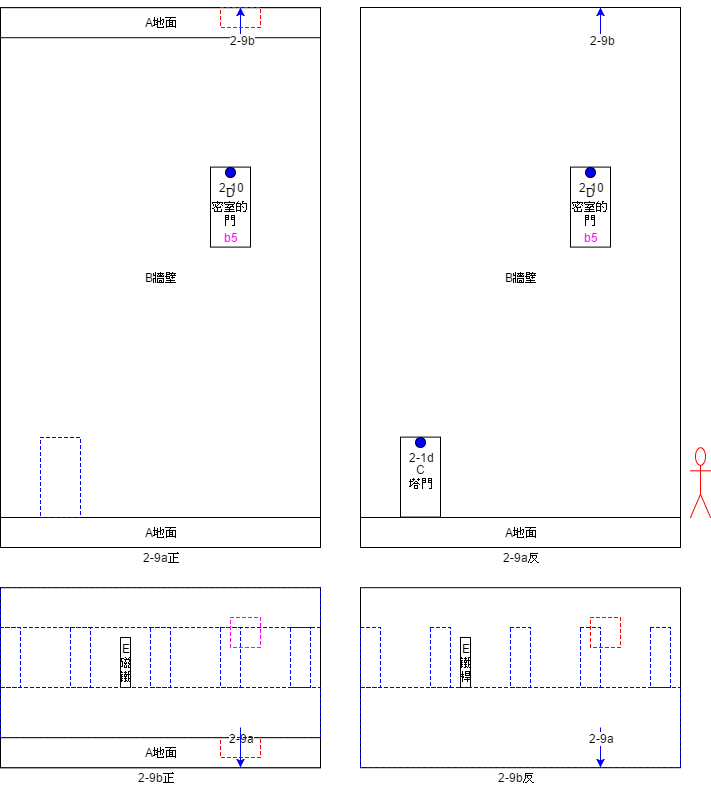 A地面
2-9b
2-10
D
密室的
門
b5
B牆壁
A地面
2-9a正
2-9b
2-10
D
密室的
門
b5
B牆壁
2-1d
C
塔門
A地面
2-9a反
E
磁
鐵
2-9a
A地面
2-9b正
E
鐵
桿
2-9a
2-9b反